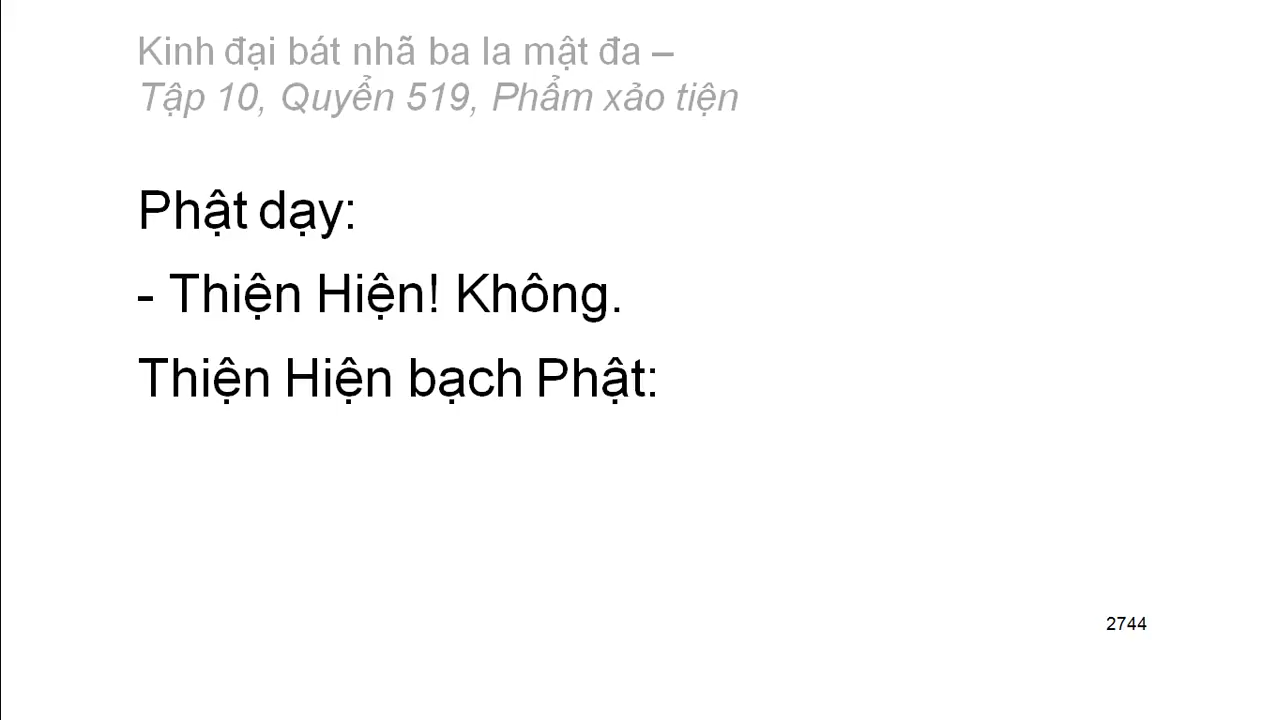 Kinh đại bát nhã ba la mật đa –
Tập 10, Quyển 519, Phẩm xảo tiện
Phật dạy:
- Thiện Hiện! Không.
Thiện Hiện bạch Phật:
2744